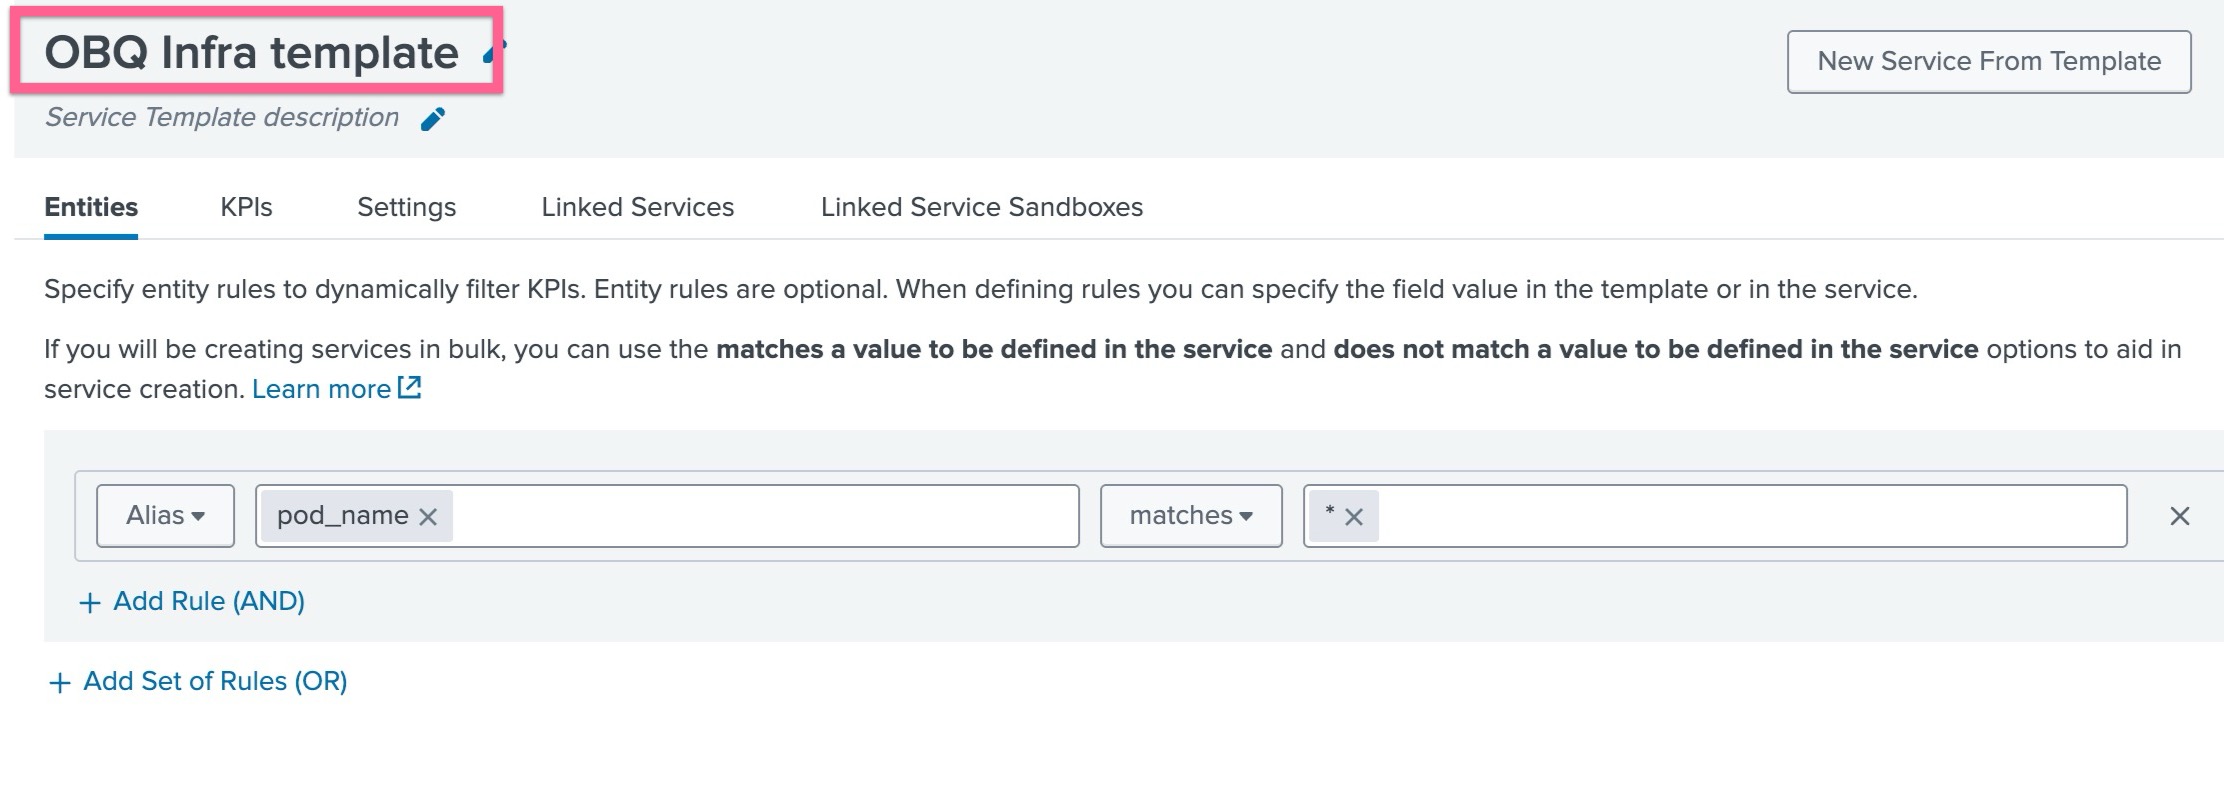 OBQ Infra template
New Service From Template
Service Template description
Entities KPIs Settings Linked Services Linked Service Sandboxes
Specify entity rules to dynamically filter KPIs. Entity rules are optional. When defining rules you can specify the field value in the template or in the service.
If you will be creating services in bulk, you can use the matches a value to be defined in the service and does not match a value to be defined in the service options to aid in
service creation. Learn more
Alias pod_name matches *
+ Add Rule (AND)
+ Add Set of Rules (OR)